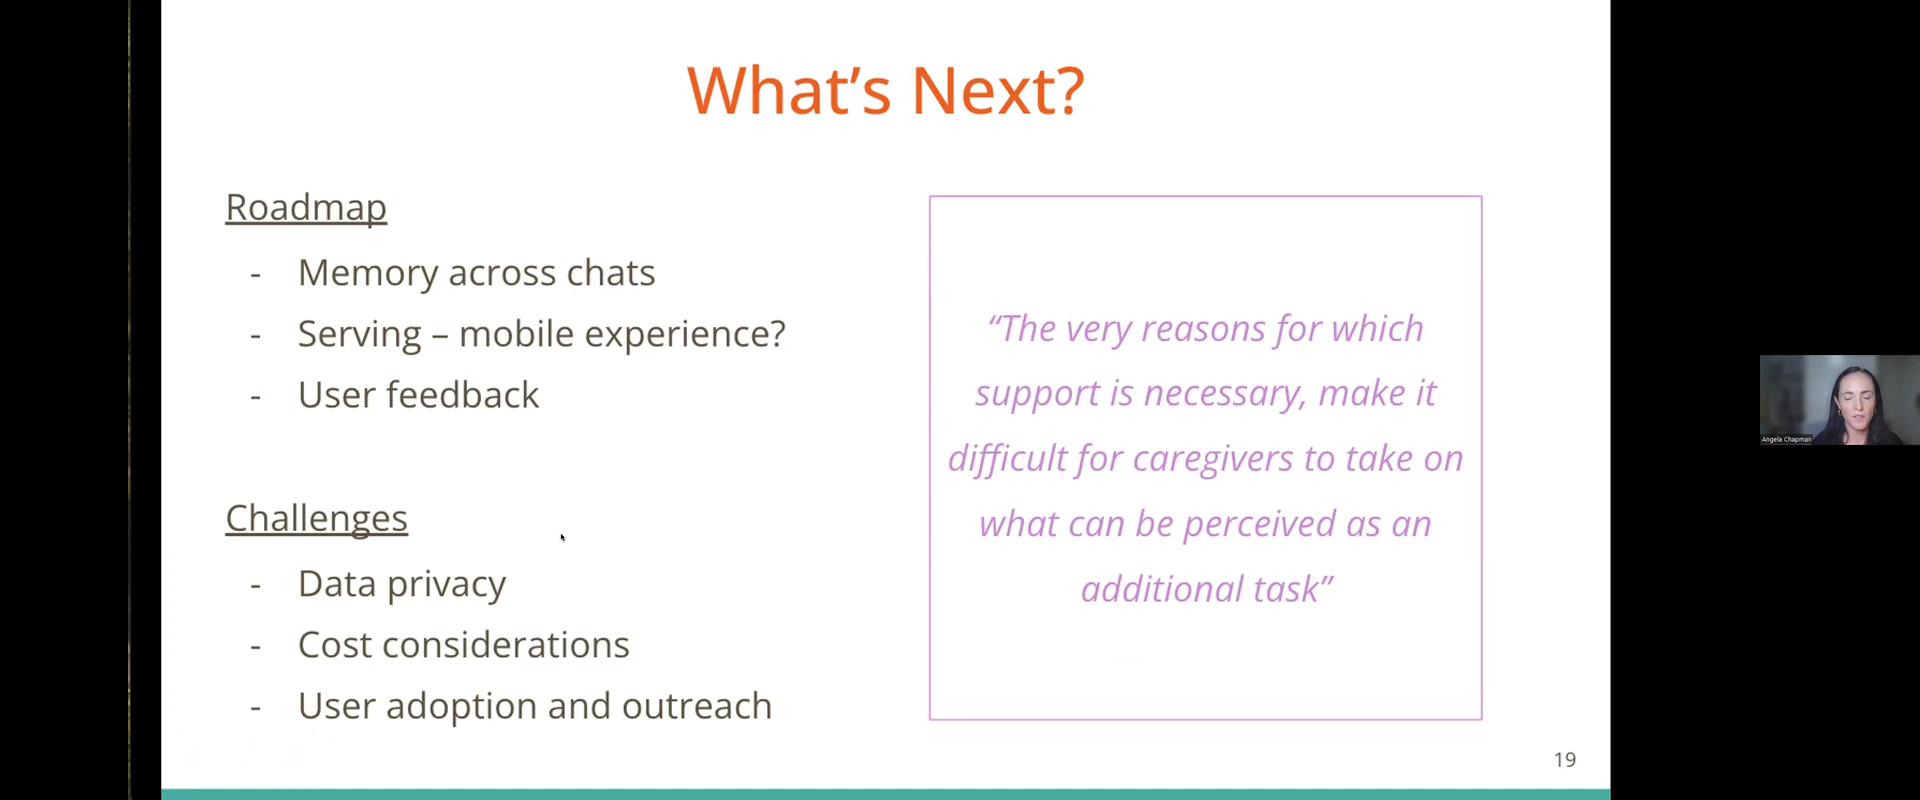 What’s Next?
Roadmap
- Memory across chats
- Serving – mobile experience?
- User feedback
Challenges
- Data privacy
- Cost considerations
- User adoption and outreach
“The very reasons for which
support is necessary, make it
difficult for caregivers to take on
what can be perceived as an
additional task”
19
Angela Chapman